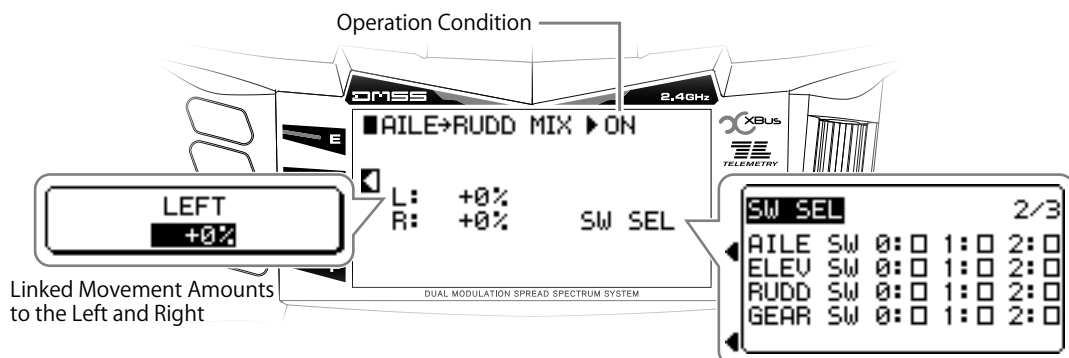 Operation Condition
DMSS
2.4GHz
■AILE→RUDD MIX ▶ON
XBus
TELEMETRY
E
L: +0%
R: +0% SW SEL
LEFT
+0%
SW SEL 2/3
AILE SW 0:□ 1:□ 2:□
ELEV SW 0:□ 1:□ 2:□
RUDD SW 0:□ 1:□ 2:□
GEAR SW 0:□ 1:□ 2:□
Linked Movement Amounts
to the Left and Right
DUAL MODULATION SPREAD SPECTRUM SYSTEM